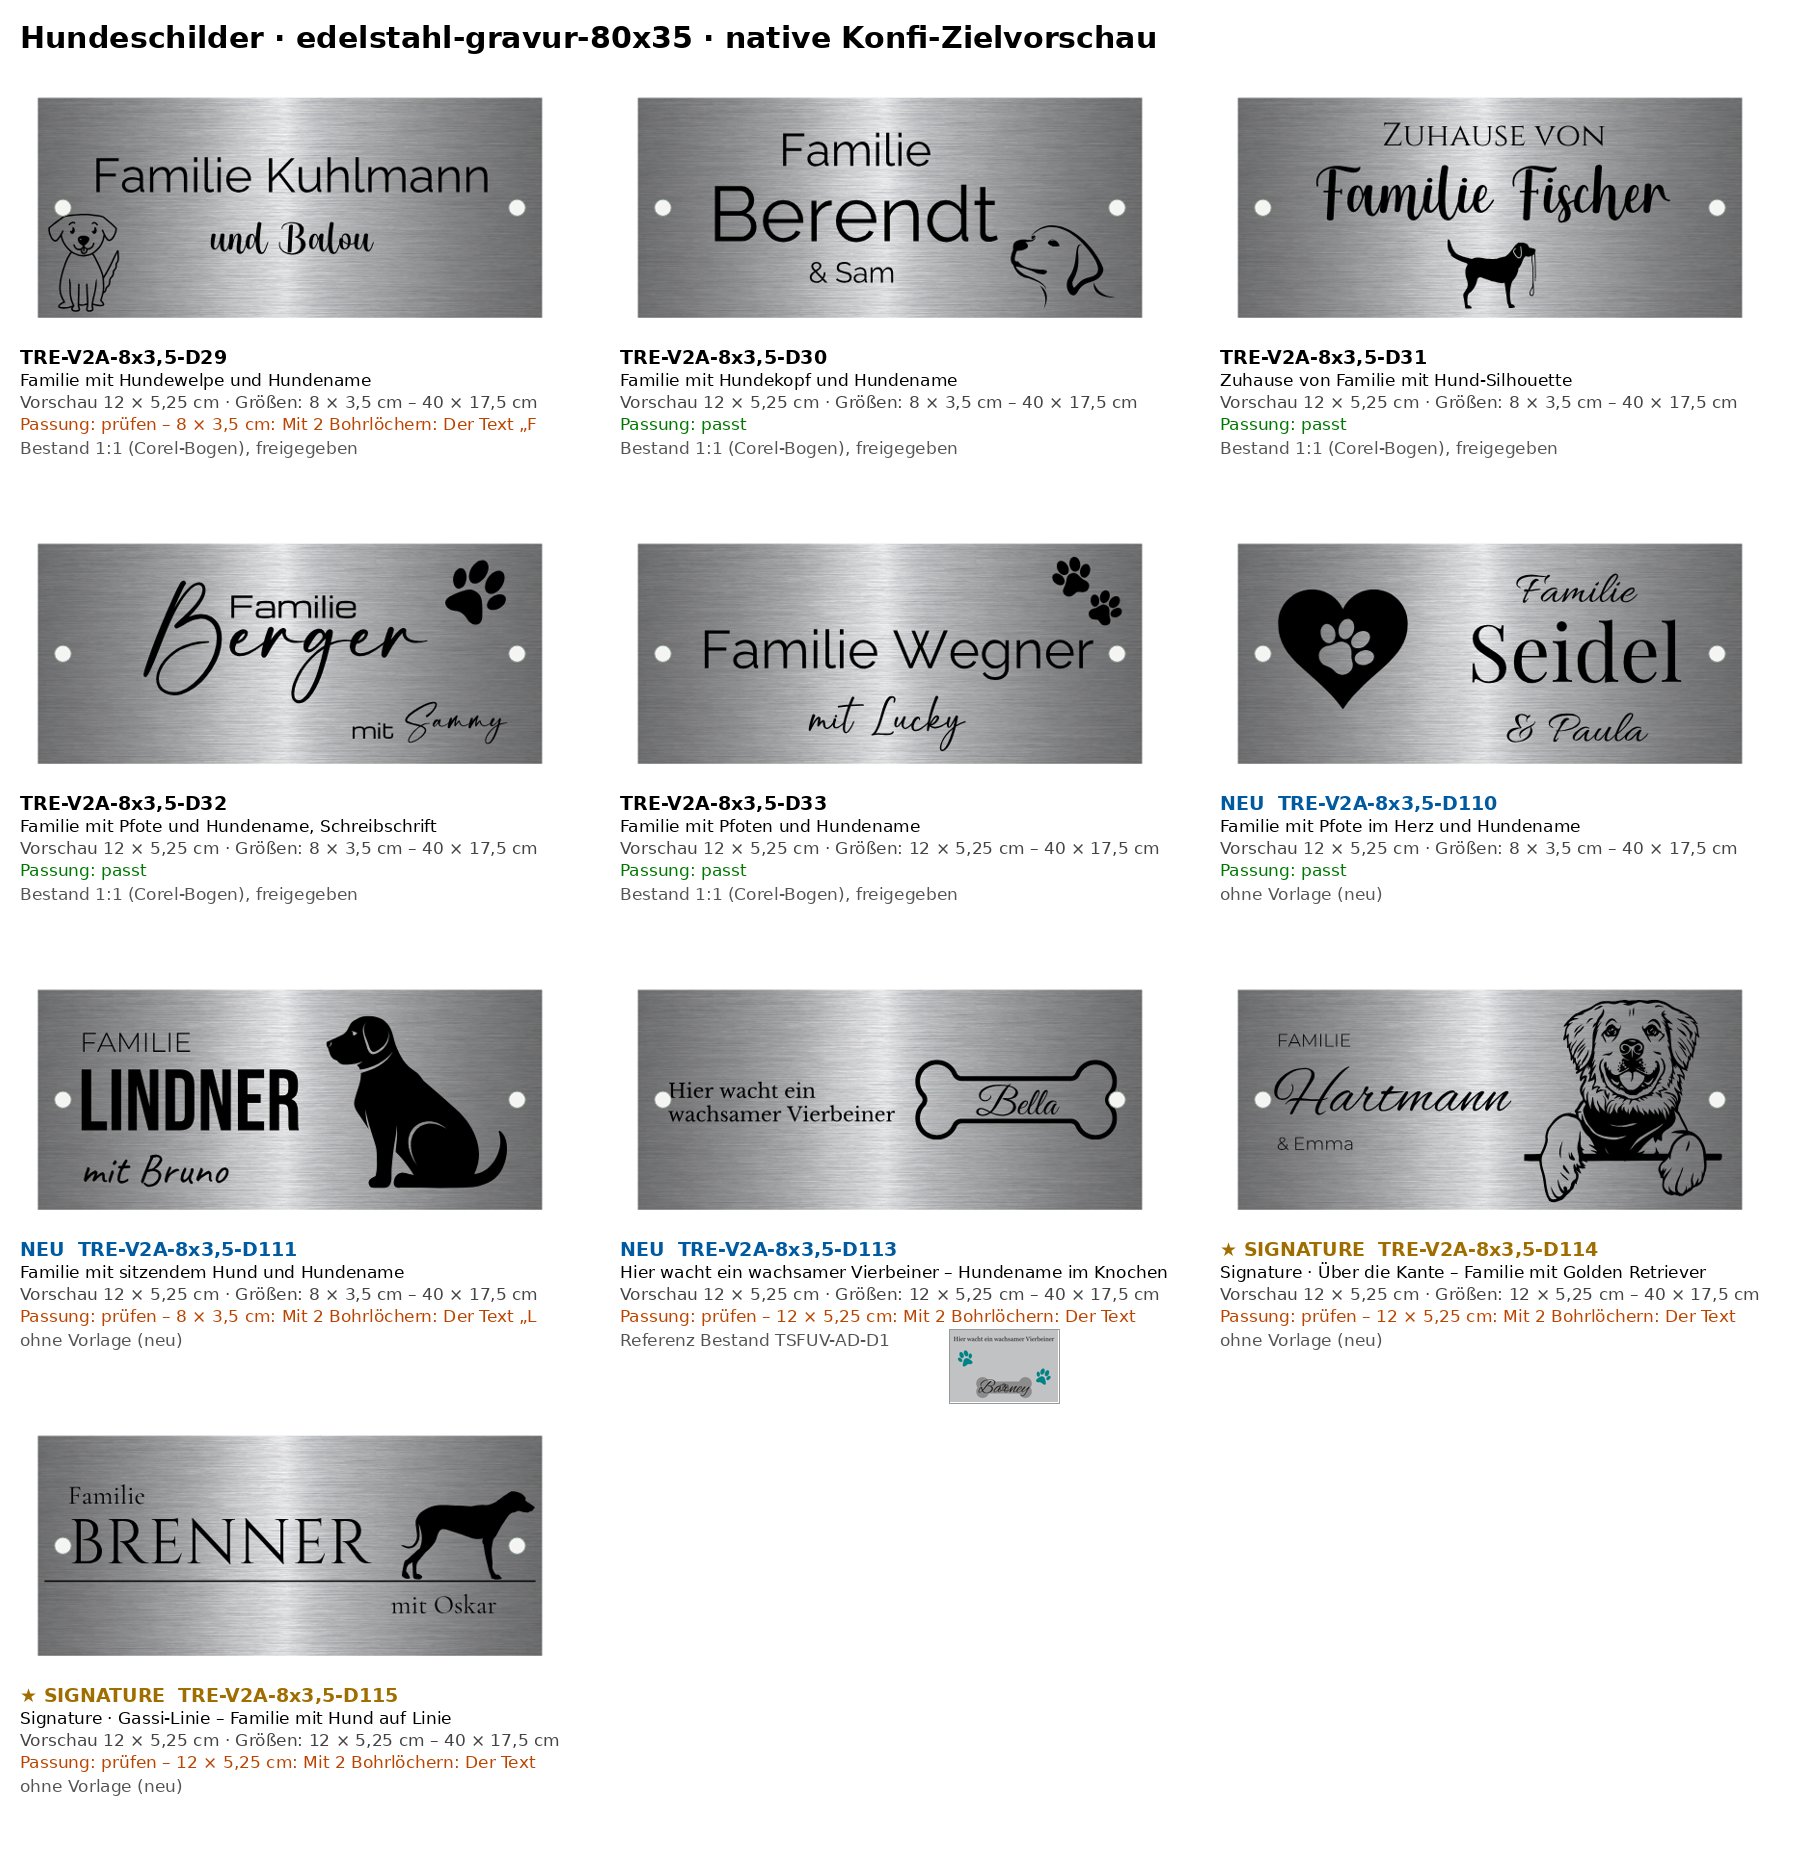 Hundeschilder · edelstahl-gravur-80x35 · native Konfi-Zielvorschau
Familie Kuhlmann
und Balou
TRE-V2A-8x3,5-D29
Familie mit Hundewelpe und Hundename
Vorschau 12 × 5,25 cm · Größen: 8 × 3,5 cm – 40 × 17,5 cm
Passung: prüfen – 8 × 3,5 cm: Mit 2 Bohrlöchern: Der Text „F
Bestand 1:1 (Corel-Bogen), freigegeben
Familie
Berendt
& Sam
TRE-V2A-8x3,5-D30
Familie mit Hundekopf und Hundename
Vorschau 12 × 5,25 cm · Größen: 8 × 3,5 cm – 40 × 17,5 cm
Passung: passt
Bestand 1:1 (Corel-Bogen), freigegeben
Zuhause von
Familie Fischer
TRE-V2A-8x3,5-D31
Zuhause von Familie mit Hund-Silhouette
Vorschau 12 × 5,25 cm · Größen: 8 × 3,5 cm – 40 × 17,5 cm
Passung: passt
Bestand 1:1 (Corel-Bogen), freigegeben
Familie
Berger
mit Sammy
TRE-V2A-8x3,5-D32
Familie mit Pfote und Hundename, Schreibschrift
Vorschau 12 × 5,25 cm · Größen: 8 × 3,5 cm – 40 × 17,5 cm
Passung: passt
Bestand 1:1 (Corel-Bogen), freigegeben
Familie Wegner
mit Lucky
TRE-V2A-8x3,5-D33
Familie mit Pfoten und Hundename
Vorschau 12 × 5,25 cm · Größen: 12 × 5,25 cm – 40 × 17,5 cm
Passung: passt
Bestand 1:1 (Corel-Bogen), freigegeben
Familie
Seidel
& Paula
NEU TRE-V2A-8x3,5-D110
Familie mit Pfote im Herz und Hundename
Vorschau 12 × 5,25 cm · Größen: 8 × 3,5 cm – 40 × 17,5 cm
Passung: passt
ohne Vorlage (neu)
FAMILIE
LINDNER
mit Bruno
NEU TRE-V2A-8x3,5-D111
Familie mit sitzendem Hund und Hundename
Vorschau 12 × 5,25 cm · Größen: 8 × 3,5 cm – 40 × 17,5 cm
Passung: prüfen – 8 × 3,5 cm: Mit 2 Bohrlöchern: Der Text „L
ohne Vorlage (neu)
Hier wacht ein
wachsamer Vierbeiner
Bella
NEU TRE-V2A-8x3,5-D113
Hier wacht ein wachsamer Vierbeiner – Hundename im Knochen
Vorschau 12 × 5,25 cm · Größen: 12 × 5,25 cm – 40 × 17,5 cm
Passung: prüfen – 12 × 5,25 cm: Mit 2 Bohrlöchern: Der Text
Referenz Bestand TSFUV-AD-D1
Hier wacht ein wachsamer Vierbeiner
Barney
FAMILIE
Hartmann
& Emma
★ SIGNATURE TRE-V2A-8x3,5-D114
Signature · Über die Kante – Familie mit Golden Retriever
Vorschau 12 × 5,25 cm · Größen: 12 × 5,25 cm – 40 × 17,5 cm
Passung: prüfen – 12 × 5,25 cm: Mit 2 Bohrlöchern: Der Text
ohne Vorlage (neu)
Familie
BRENNER
mit Oskar
★ SIGNATURE TRE-V2A-8x3,5-D115
Signature · Gassi-Linie – Familie mit Hund auf Linie
Vorschau 12 × 5,25 cm · Größen: 12 × 5,25 cm – 40 × 17,5 cm
Passung: prüfen – 12 × 5,25 cm: Mit 2 Bohrlöchern: Der Text
ohne Vorlage (neu)